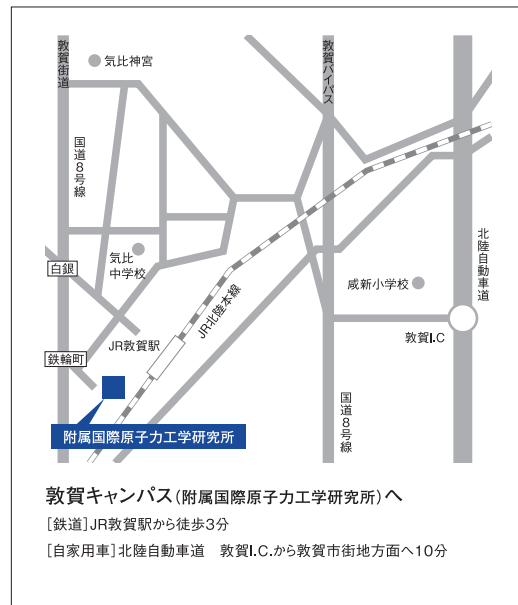 敦賀街道
気比神宮
敦賀バイパス
国道8号線
北陸自動車道
気比
中学校
白銀
咸新小学校
JR北陸本線
敦賀I.C
JR敦賀駅
鉄輪町
国道8号線
附属国際原子力工学研究所
敦賀キャンパス(附属国際原子力工学研究所)へ
[鉄道]JR敦賀駅から徒歩3分
[自家用車]北陸自動車道　敦賀I.C.から敦賀市街地方面へ10分